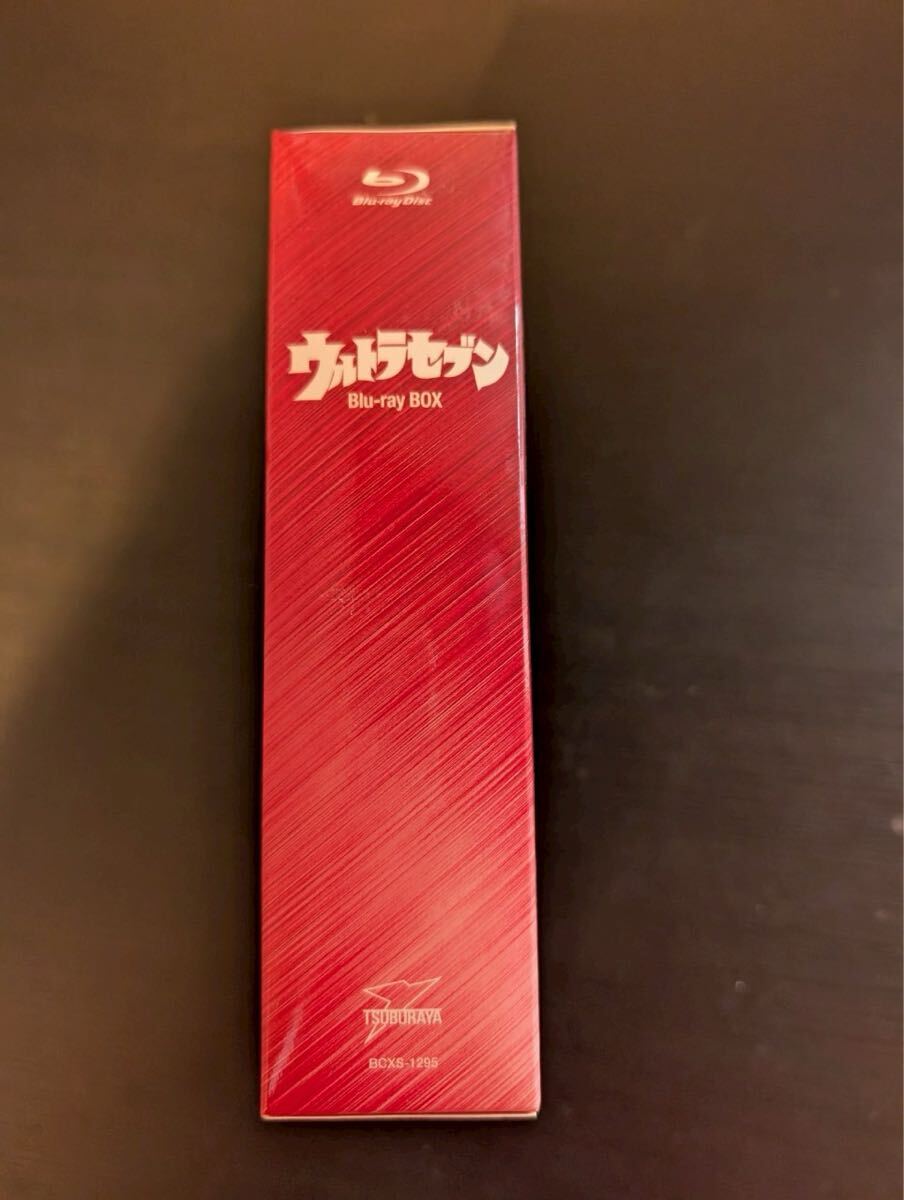 Blu-ray Disc
ウルトラセブン
Blu-ray BOX
TSUBURAYA
BCXS-1295